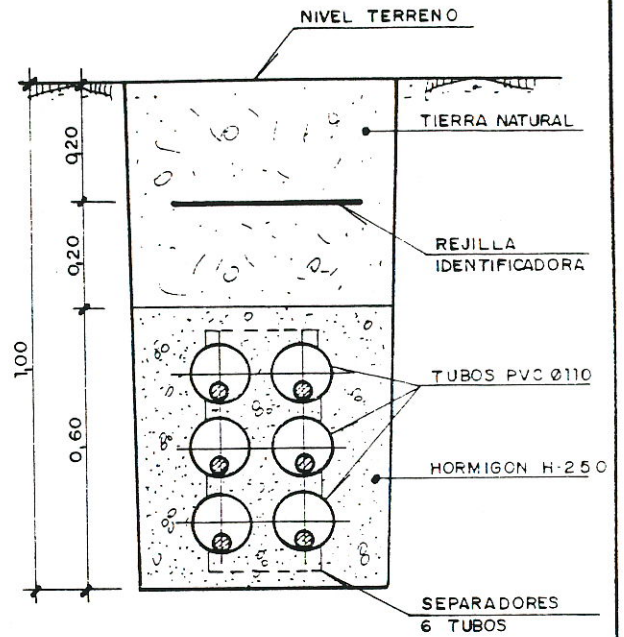 NIVEL TERRENO
TIERRA NATURAL
REJILLA
IDENTIFICADORA
TUBOS PVC Ø110
HORMIGON H-250
SEPARADORES
6 TUBOS
0,20
0,20
1,00
0,60